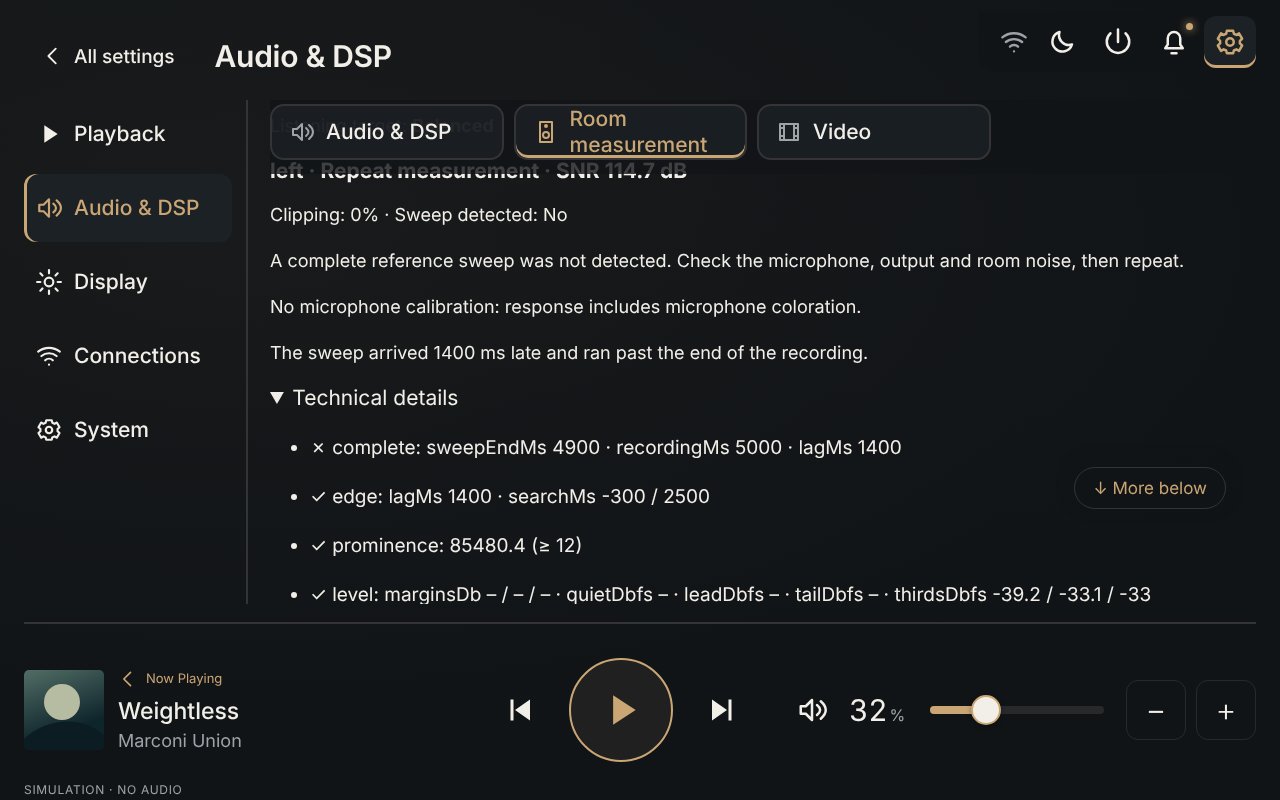 All settings
Audio & DSP
Playback
Audio & DSP
Display
Connections
System
Audio & DSP
Room
measurement
Video
left · Repeat measurement · SNR 114.7 dB
Clipping: 0% · Sweep detected: No
A complete reference sweep was not detected. Check the microphone, output and room noise, then repeat.
No microphone calibration: response includes microphone coloration.
The sweep arrived 1400 ms late and ran past the end of the recording.
▼ Technical details
• × complete: sweepEndMs 4900 · recordingMs 5000 · lagMs 1400
• ✓ edge: lagMs 1400 · searchMs -300 / 2500
• ✓ prominence: 85480.4 (≥ 12)
• ✓ level: marginsDb – / – / – · quietDbfs – · leadDbfs – · tailDbfs – · thirdsDbfs -39.2 / -33.1 / -33
↓ More below
Now Playing
Weightless
Marconi Union
32%
SIMULATION · NO AUDIO